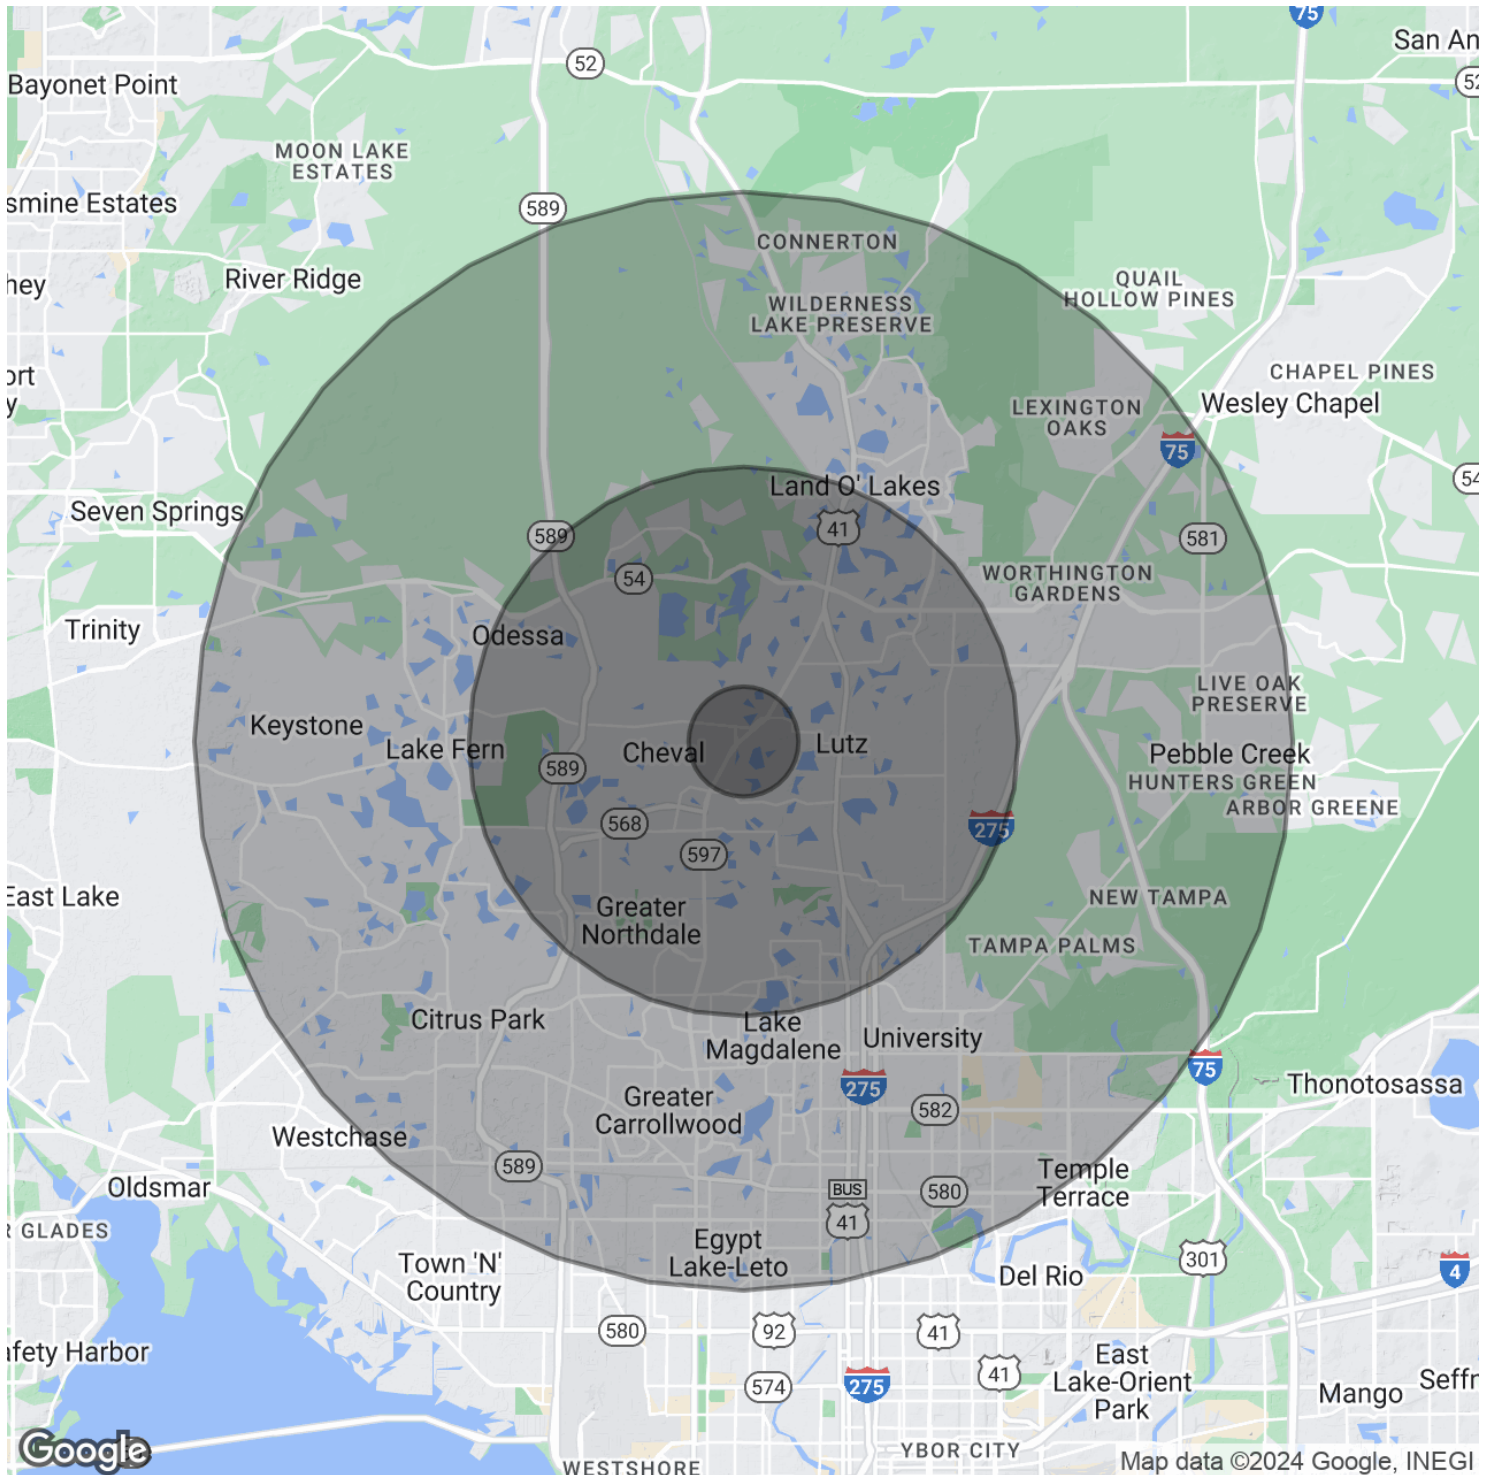 75
San An
52
52
Bayonet Point
MOON LAKE
ESTATES
smine Estates
589
CONNERTON
River Ridge
ney
QUAIL
HOLLOW PINES
WILDERNESS
LAKE PRESERVE
ort
y
CHAPEL PINES
Wesley Chapel
LEXINGTON
OAKS
75
54
Land O' Lakes
Seven Springs
41
589
581
54
WORTHINGTON
GARDENS
Trinity
Odessa
LIVE OAK
PRESERVE
Keystone
Lake Fern
Cheval
Lutz
Pebble Creek
589
HUNTERS GREEN
ARBOR GREENE
568
275
597
East Lake
NEW TAMPA
Greater
Northdale
TAMPA PALMS
Citrus Park
Lake
Magdalene
University
75
275
Thonotosassa
Greater
Carrollwood
582
Westchase
589
Temple
Terrace
Oldsmar
BUS
41
580
R GLADES
Egypt
Lake-Leto
Town 'N'
Country
301
4
Del Rio
580
92
41
afety Harbor
East
Lake-Orient
Park
574
275
41
Mango
Seffn
Google
YBOR CITY
WESTSHORE
Map data ©2024 Google, INEGI